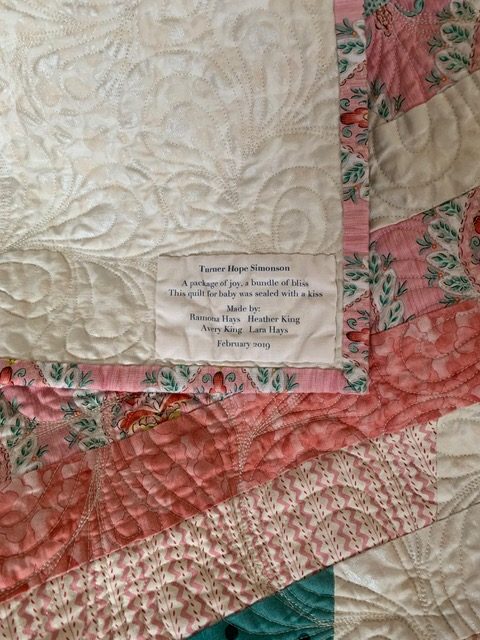 Turner Hope Simonson
A package of joy, a bundle of bliss
This quilt for baby was sealed with a kiss
Made by:
Ramona Hays Heather King
Avery King Lara Hays
February 2019